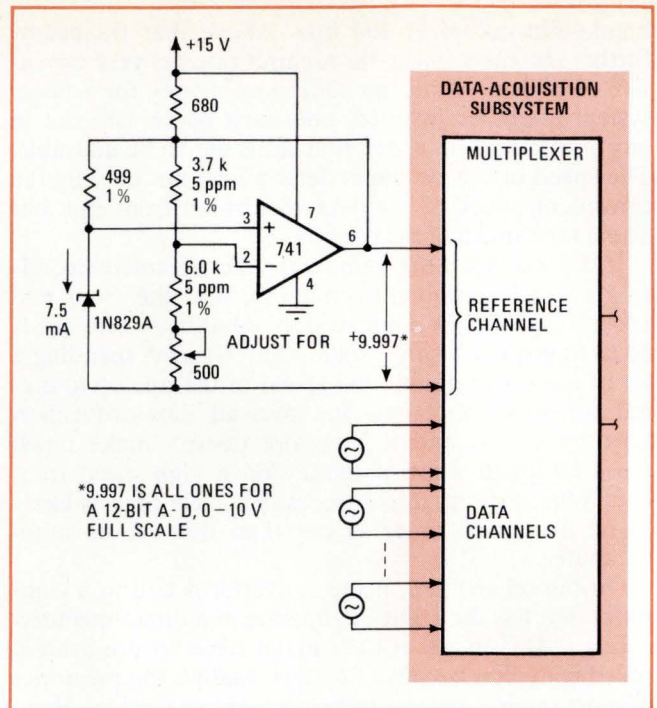 +15 V
680
499
1%
3.7 k
5 ppm
1%
3
+
7
741
6
2
−
4
6.0 k
5 ppm
1%
7.5
mA
1N829A
ADJUST FOR
†9.997*
500
*9.997 IS ALL ONES FOR
A 12-BIT A - D, 0 – 10 V
FULL SCALE
DATA-ACQUISITION
SUBSYSTEM
MULTIPLEXER
REFERENCE
CHANNEL
DATA
CHANNELS